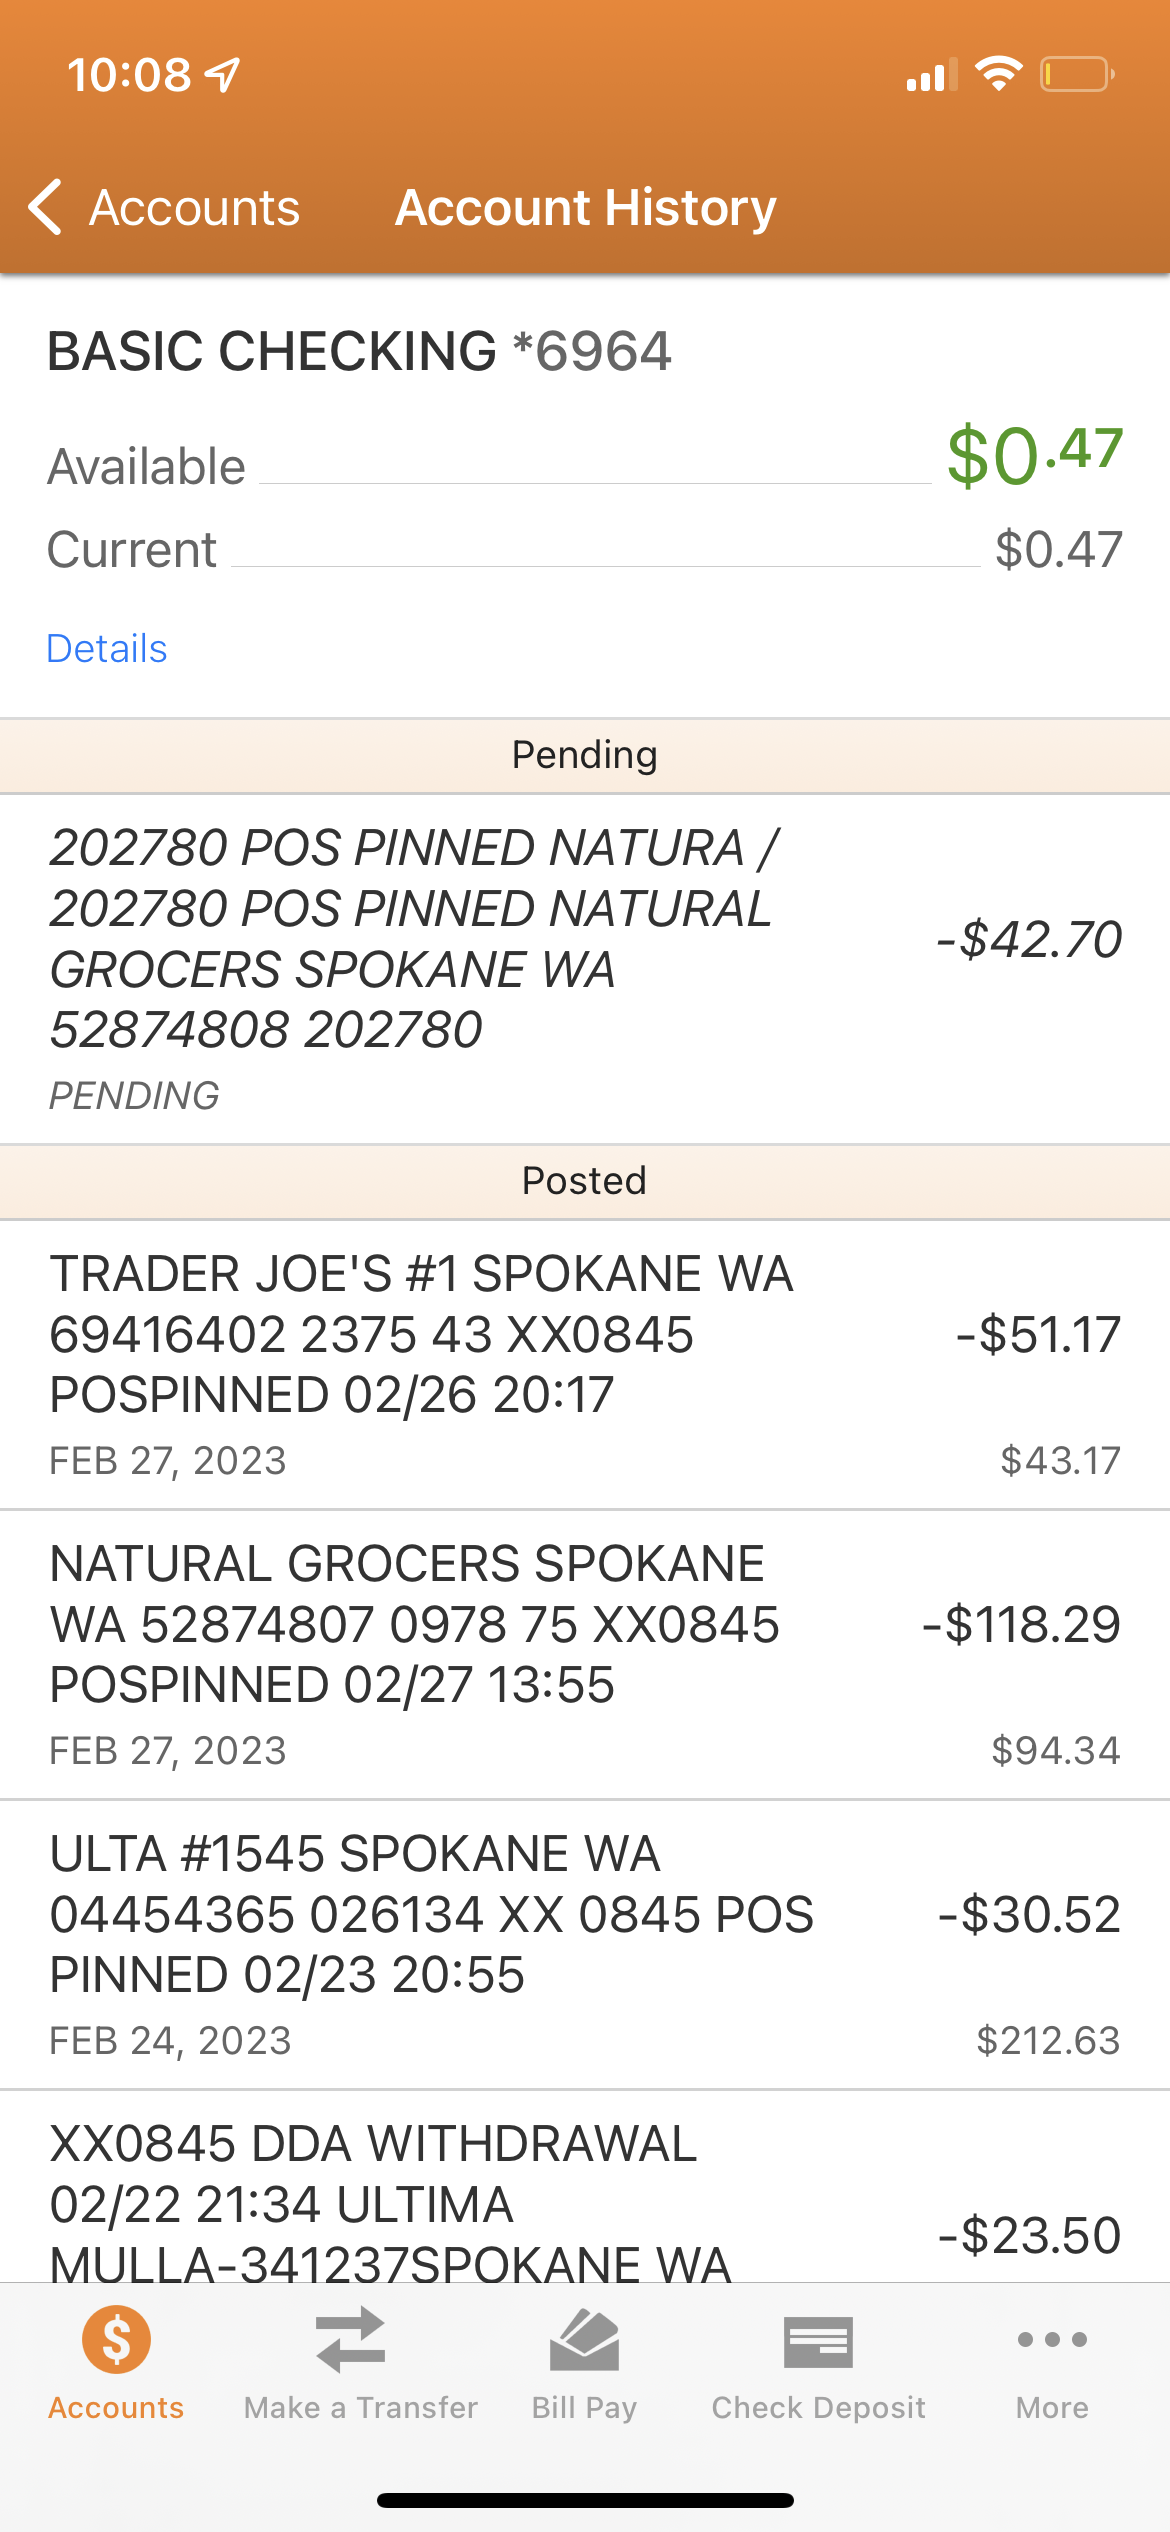 10:08
Accounts Account History
BASIC CHECKING *6964
Available $0.47
Current $0.47
Details
Pending
202780 POS PINNED NATURA /
202780 POS PINNED NATURAL
GROCERS SPOKANE WA
52874808 202780
-$42.70
PENDING
Posted
TRADER JOE'S #1 SPOKANE WA
69416402 2375 43 XX0845
POSPINNED 02/26 20:17
-$51.17
FEB 27, 2023 $43.17
NATURAL GROCERS SPOKANE
WA 52874807 0978 75 XX0845
POSPINNED 02/27 13:55
-$118.29
FEB 27, 2023 $94.34
ULTA #1545 SPOKANE WA
04454365 026134 XX 0845 POS
PINNED 02/23 20:55
-$30.52
FEB 24, 2023 $212.63
XX0845 DDA WITHDRAWAL
02/22 21:34 ULTIMA
MULLA-341237SPOKANE WA
-$23.50
$
Accounts Make a Transfer Bill Pay Check Deposit More